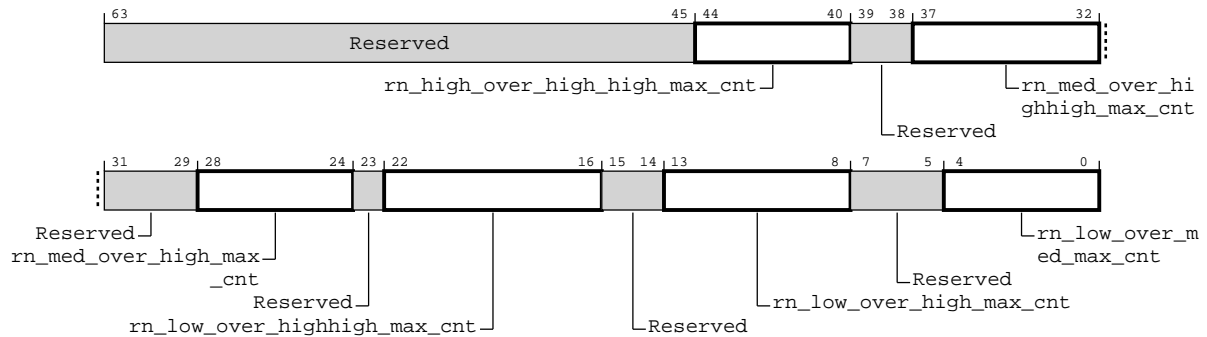 63 45 44 40 39 38 37 32
Reserved
rn_high_over_high_high_max_cnt
rn_med_over_hi
ghhigh_max_cnt
Reserved
31 29 28 24 23 22 16 15 14 13 8 7 5 4 0
Reserved
rn_med_over_high_max
_cnt
rn_low_over_m
ed_max_cnt
Reserved
Reserved
rn_low_over_high_max_cnt
rn_low_over_highhigh_max_cnt
Reserved